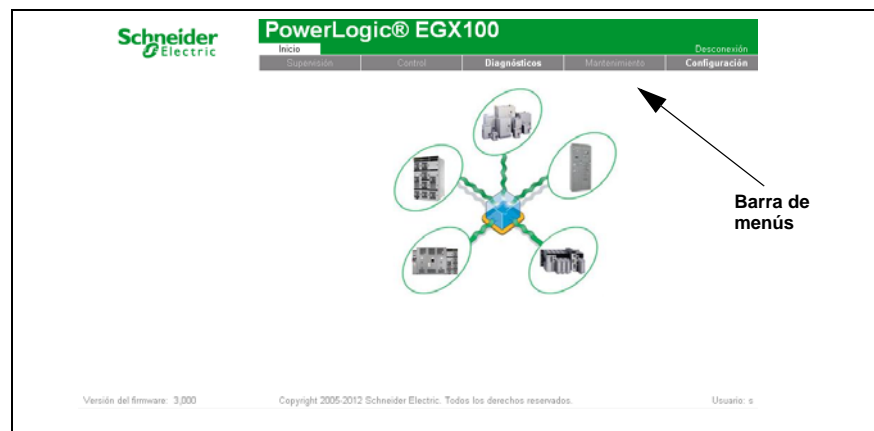 Schneider
Electric
PowerLogic® EGX100
Inicio
Desconexión
Supervisión
Control
Diagnósticos
Mantenimiento
Configuración
Barra de
menús
Versión del firmware: 3,000
Copyright 2005-2012 Schneider Electric. Todos los derechos reservados.
Usuario: s